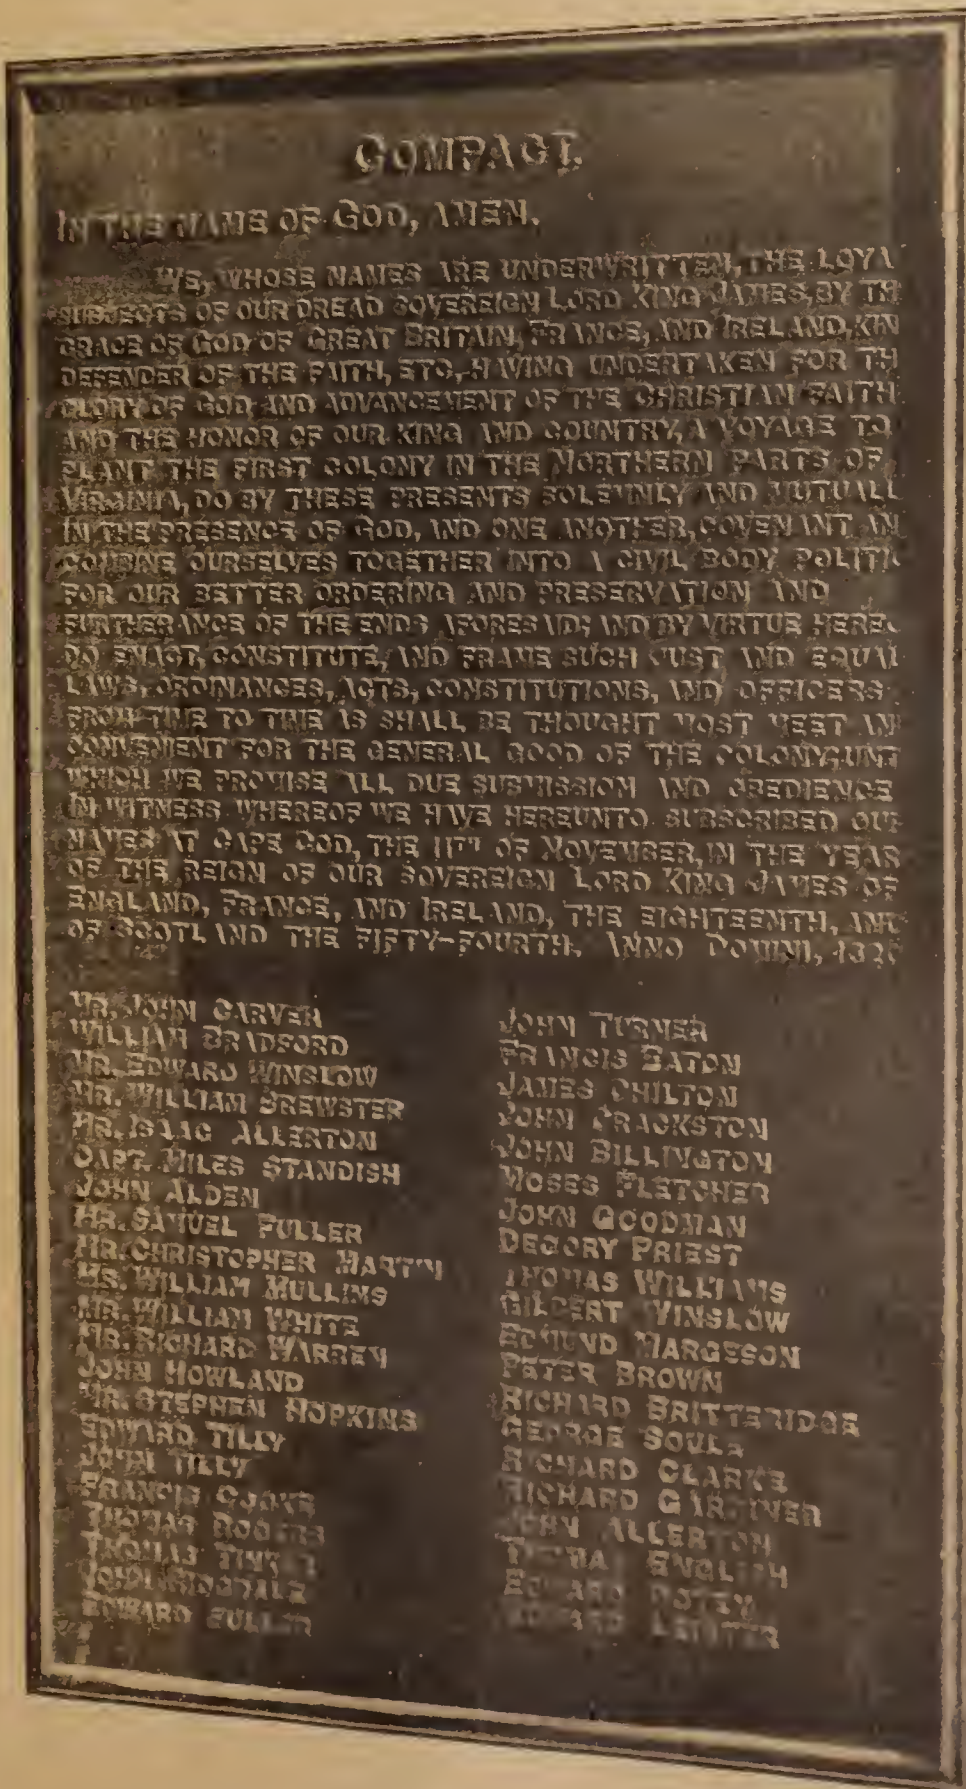 COMPACT.
IN THE NAME OF GOD, AMEN.
WE, WHOSE NAMES ARE UNDERWRITTEN, THE LOYA
SUBJECTS OF OUR DREAD SOVEREIGN LORD KING JAMES, BY TH
GRACE OF GOD OF GREAT BRITAIN, FRANCE, AND IRELAND, KIN
DEFENDER OF THE FAITH, ETC., HAVING UNDERTAKEN FOR TH
GLORY OF GOD, AND ADVANCEMENT OF THE CHRISTIAN FAITH
AND THE HONOR OF OUR KING AND COUNTRY, A VOYAGE TO
PLANT THE FIRST COLONY IN THE NORTHERN PARTS OF
VIRGINIA, DO BY THESE PRESENTS SOLEMNLY AND MUTUALL
IN THE PRESENCE OF GOD, AND ONE ANOTHER, COVENANT AN
COMBINE OURSELVES TOGETHER INTO A CIVIL BODY POLITI
FOR OUR BETTER ORDERING AND PRESERVATION AND
FURTHERANCE OF THE ENDS AFORESAID; AND BY VIRTUE HERE
DO ENACT, CONSTITUTE, AND FRAME SUCH JUST AND EQUAL
LAWS, ORDINANCES, ACTS, CONSTITUTIONS, AND OFFICERS
FROM TIME TO TIME AS SHALL BE THOUGHT MOST MEET AN
CONVENIENT FOR THE GENERAL GOOD OF THE COLONY; UNT
WHICH WE PROMISE ALL DUE SUBMISSION AND OBEDIENCE
IN WITNESS WHEREOF WE HAVE HEREUNTO SUBSCRIBED OUR
NAMES AT CAPE COD, THE 11TH OF NOVEMBER, IN THE YEAR
OF THE REIGN OF OUR SOVEREIGN LORD KING JAMES OF
ENGLAND, FRANCE, AND IRELAND, THE EIGHTEENTH, AND
OF SCOTLAND THE FIFTY-FOURTH. ANNO DOMINI, 1620
MR. JOHN CARVER
WILLIAM BRADFORD
MR. EDWARD WINSLOW
MR. WILLIAM BREWSTER
MR. ISAAC ALLERTON
CAPT. MILES STANDISH
JOHN ALDEN
MR. SAMUEL FULLER
MR. CHRISTOPHER MARTIN
MR. WILLIAM MULLINS
MR. WILLIAM WHITE
MR. RICHARD WARREN
JOHN HOWLAND
MR. STEPHEN HOPKINS
EDWARD TILLY
JOHN TILLY
FRANCIS COOKE
THOMAS ROGERS
THOMAS TINKER
JOHN RIDGDALE
EDWARD FULLER
JOHN TURNER
FRANCIS EATON
JAMES CHILTON
JOHN CRACKSTON
JOHN BILLINGTON
MOSES FLETCHER
JOHN GOODMAN
DEGORY PRIEST
THOMAS WILLIAMS
GILBERT WINSLOW
EDMUND MARGESON
PETER BROWN
RICHARD BRITTERIDGE
GEORGE SOULE
RICHARD CLARKE
RICHARD GARDINER
JOHN ALLERTON
THOMAS ENGLISH
EDWARD DOTEY
EDWARD LEISTER